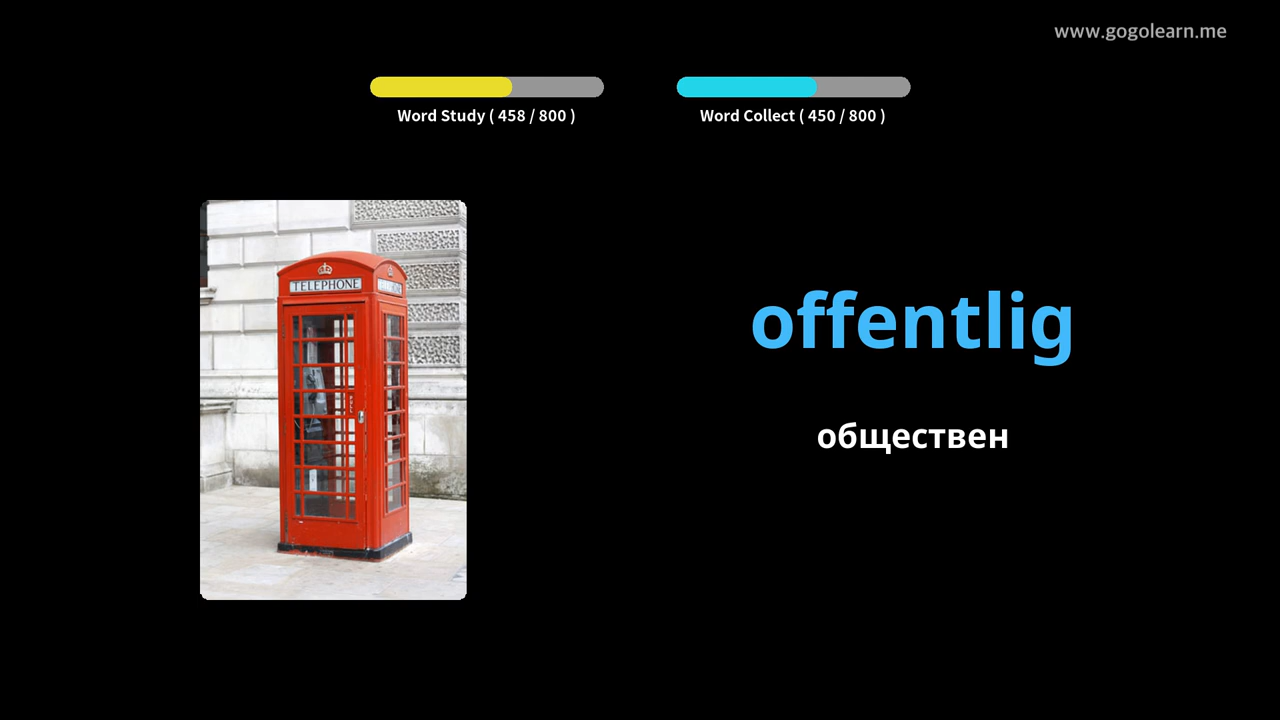 www.gogolearn.me
Word Study ( 458 / 800 )
Word Collect ( 450 / 800 )
TELEPHONE
offentlig
обществен